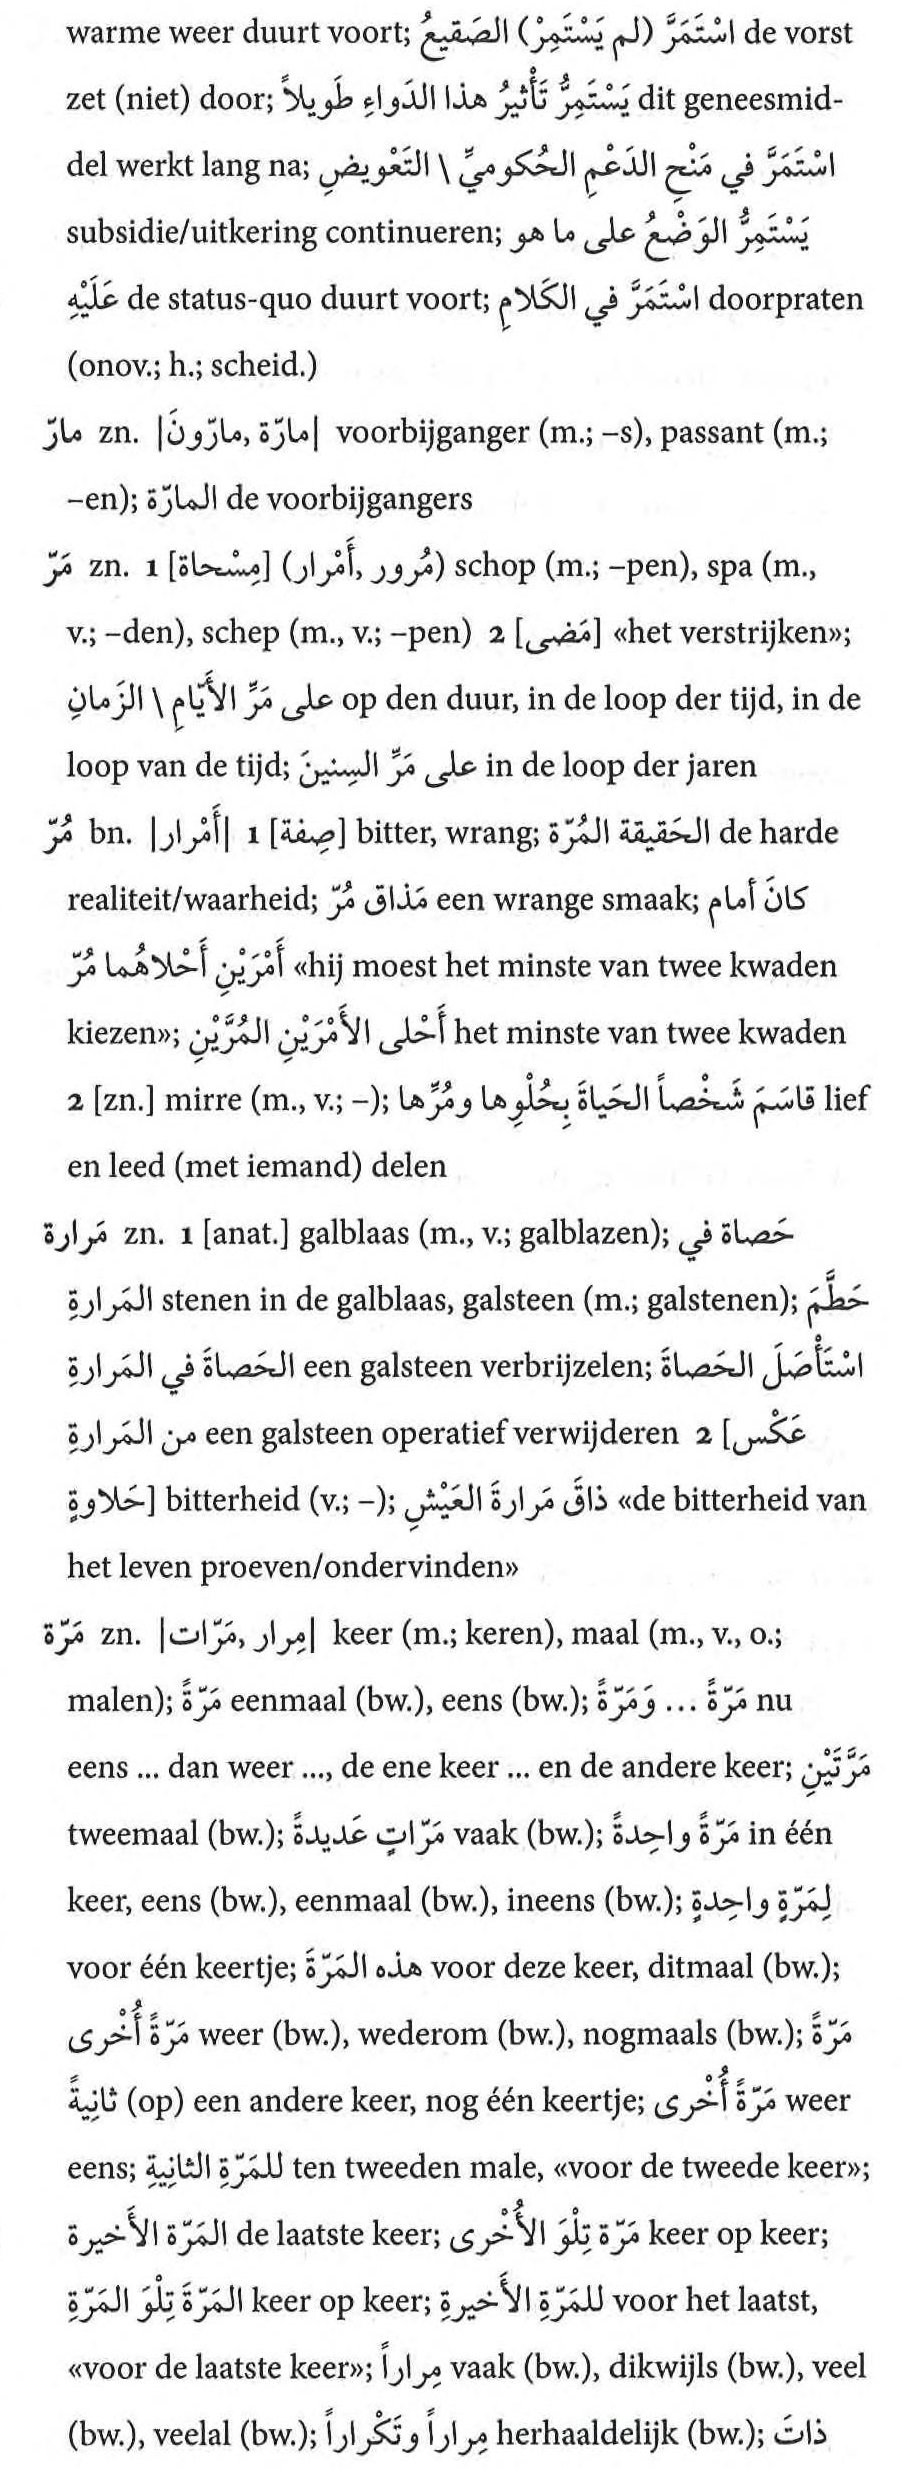 warme weer duurt voort; اسْتَمَرَّ (لم يَسْتَمِرْ) الصَقيعُ de vorst
zet (niet) door; يَسْتَمِرُّ تَأْثيرُ هذا الدَواءِ طَويلاً dit geneesmid-
del werkt lang na; اسْتَمَرَّ في مَنْحِ الدَعْمِ الحُكوميِّ \ التَعْويضِ
subsidie/uitkering continueren; يَسْتَمِرُّ الوَضْعُ على ما هو
عَلَيْهِ de status-quo duurt voort; اسْتَمَرَّ في الكَلامِ doorpraten
(onov.; h.; scheid.)
مارّ zn. |مارّة, مارّونَ| voorbijganger (m.; –s), passant (m.;
–en); المارّة de voorbijgangers
مَرّ zn. 1 [مِسْحاة] (مُرور, أَمْرار) schop (m.; –pen), spa (m.,
v.; –den), schep (m., v.; –pen) 2 [مَضى] «het verstrijken»;
على مَرِّ الأَيّامِ \ الزَمانِ op den duur, in de loop der tijd, in de
loop van de tijd; على مَرِّ السِنينَ in de loop der jaren
مُرّ bn. |أَمْرار| 1 [صِفة] bitter, wrang; الحَقيقة المُرّة de harde
realiteit/waarheid; مَذاق مُرّ een wrange smaak; كانَ أمام
أَمْرَيْنِ أَحْلاهُما مُرّ «hij moest het minste van twee kwaden
kiezen»; أَحْلى الأَمْرَيْنِ المُرَّيْنِ het minste van twee kwaden
2 [zn.] mirre (m., v.; –); قاسَمَ شَخْصاً الحَياةَ بِحُلْوِها ومُرِّها lief
en leed (met iemand) delen
مَرارة zn. 1 [anat.] galblaas (m., v.; galblazen); حَصاة في
المَرارةِ stenen in de galblaas, galsteen (m.; galstenen); حَطَّمَ
الحَصاةَ في المَرارةِ een galsteen verbrijzelen; اسْتَأْصَلَ الحَصاةَ
من المَرارةِ een galsteen operatief verwijderen 2 [عَكْس
حَلاوةٍ] bitterheid (v.; –); ذاقَ مَرارةَ العَيْشِ «de bitterheid van
het leven proeven/ondervinden»
مَرّة zn. |مِرار, مَرّات| keer (m.; keren), maal (m., v., o.;
malen); مَرّةً eenmaal (bw.), eens (bw.); مَرّةً ... وَمَرّةً nu
eens ... dan weer ..., de ene keer ... en de andere keer; مَرَّتَيْنِ
tweemaal (bw.); مَرّاتٍ عَديدةً vaak (bw.); مَرّةً واحِدةً in één
keer, eens (bw.), eenmaal (bw.), ineens (bw.); لِمَرّةٍ واحِدةٍ
voor één keertje; هذه المَرّةَ voor deze keer, ditmaal (bw.);
مَرّةً أُخْرى weer (bw.), wederom (bw.), nogmaals (bw.); مَرّةً
ثانِيةً (op) een andere keer, nog één keertje; مَرّةً أُخْرى weer
eens; للمَرّةِ الثانِيةِ ten tweeden male, «voor de tweede keer»;
المَرّة الأَخيرة de laatste keer; مَرّة تِلْوَ الأُخْرى keer op keer;
المَرّةَ تِلْوَ المَرّةِ keer op keer; للمَرّةِ الأَخيرةِ voor het laatst,
«voor de laatste keer»; مِراراً vaak (bw.), dikwijls (bw.), veel
(bw.), veelal (bw.); مِراراً وتَكْراراً herhaaldelijk (bw.); ذاتَ